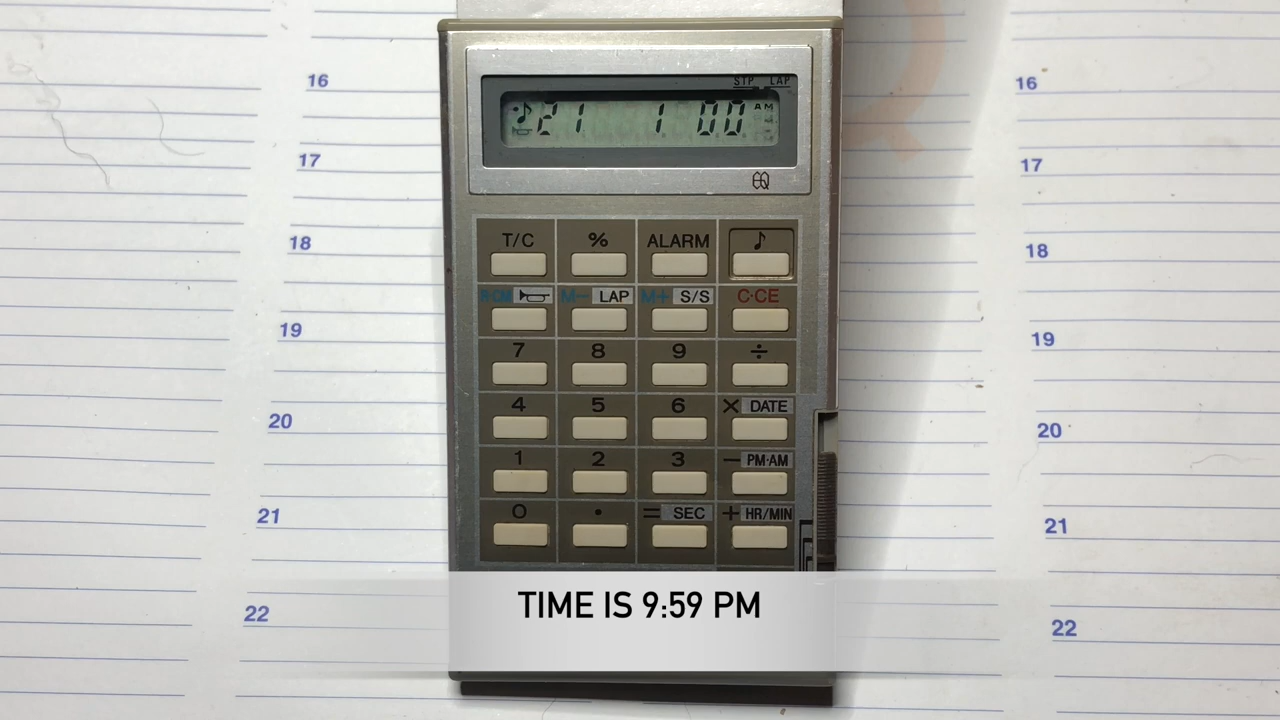 STP LAP
21 1 00 AM
EQ
T/C % ALARM ♪
M− LAP M+ S/S C·CE
7 8 9 ÷
4 5 6 × DATE
1 2 3 − PM·AM
0 · = SEC + HR/MIN
TIME IS 9:59 PM
16
17
18
19
20
21
22
16
17
18
19
20
21
22